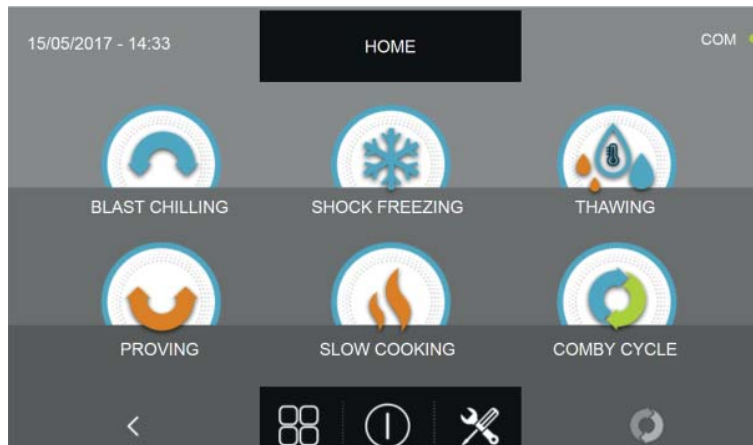 15/05/2017 - 14:33
HOME
COM
BLAST CHILLING
SHOCK FREEZING
THAWING
PROVING
SLOW COOKING
COMBY CYCLE